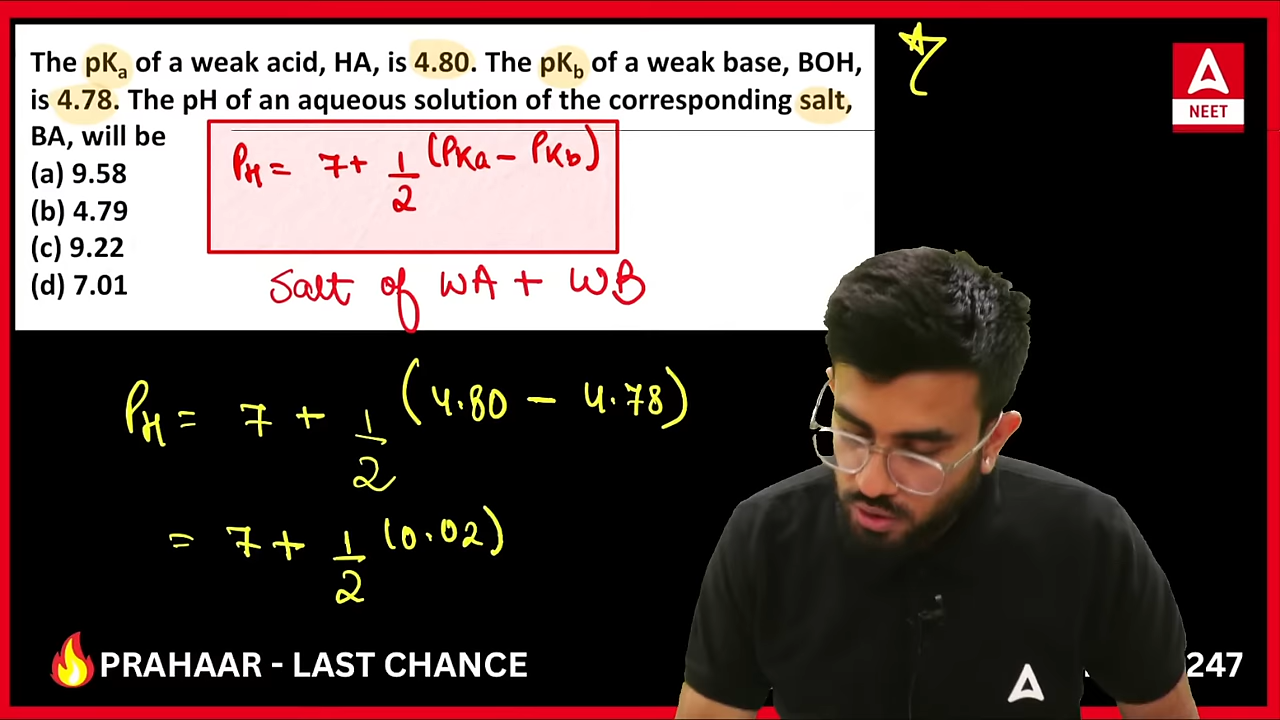 The pKa of a weak acid, HA, is 4.80. The pKb of a weak base, BOH,
is 4.78. The pH of an aqueous solution of the corresponding salt,
BA, will be
(a) 9.58
(b) 4.79
(c) 9.22
(d) 7.01
PH = 7 + 1/2 (PKa - PKb)
Salt of WA + WB
PH = 7 + 1/2 (4.80 - 4.78)
= 7 + 1/2 (0.02)
NEET
PRAHAAR - LAST CHANCE
247